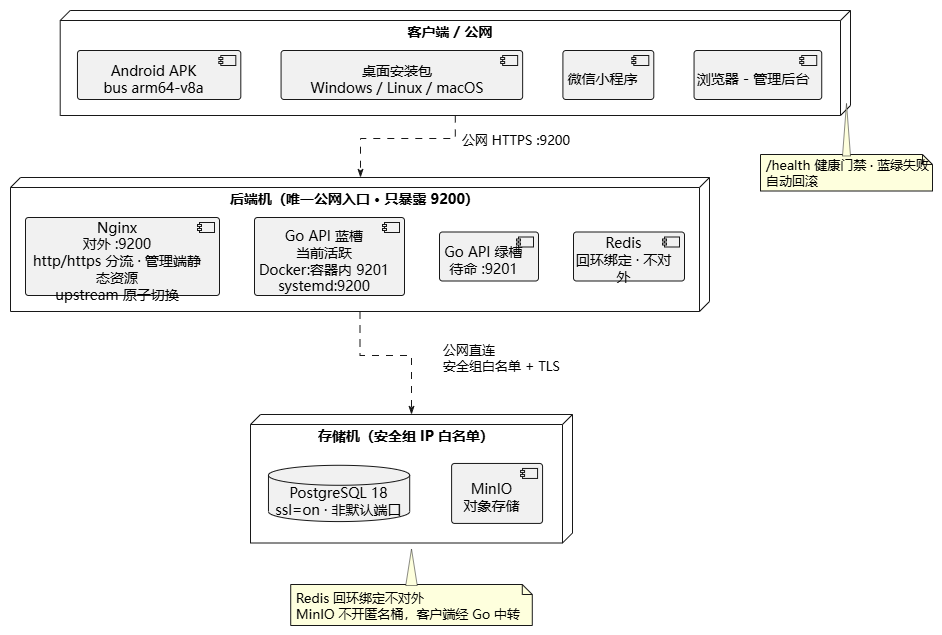 客户端 / 公网
Android APK
bus arm64-v8a
桌面安装包
Windows / Linux / macOS
微信小程序
浏览器 - 管理后台
公网 HTTPS :9200
/health 健康门禁 · 蓝绿失败
自动回滚
后端机（唯一公网入口 • 只暴露 9200）
Nginx
对外 :9200
http/https 分流 · 管理端静
态资源
upstream 原子切换
Go API 蓝槽
当前活跃
Docker:容器内 9201
systemd:9200
Go API 绿槽
待命 :9201
Redis
回环绑定 · 不对
外
公网直连
安全组白名单 + TLS
存储机（安全组 IP 白名单）
PostgreSQL 18
ssl=on · 非默认端口
MinIO
对象存储
Redis 回环绑定不对外
MinIO 不开匿名桶，客户端经 Go 中转